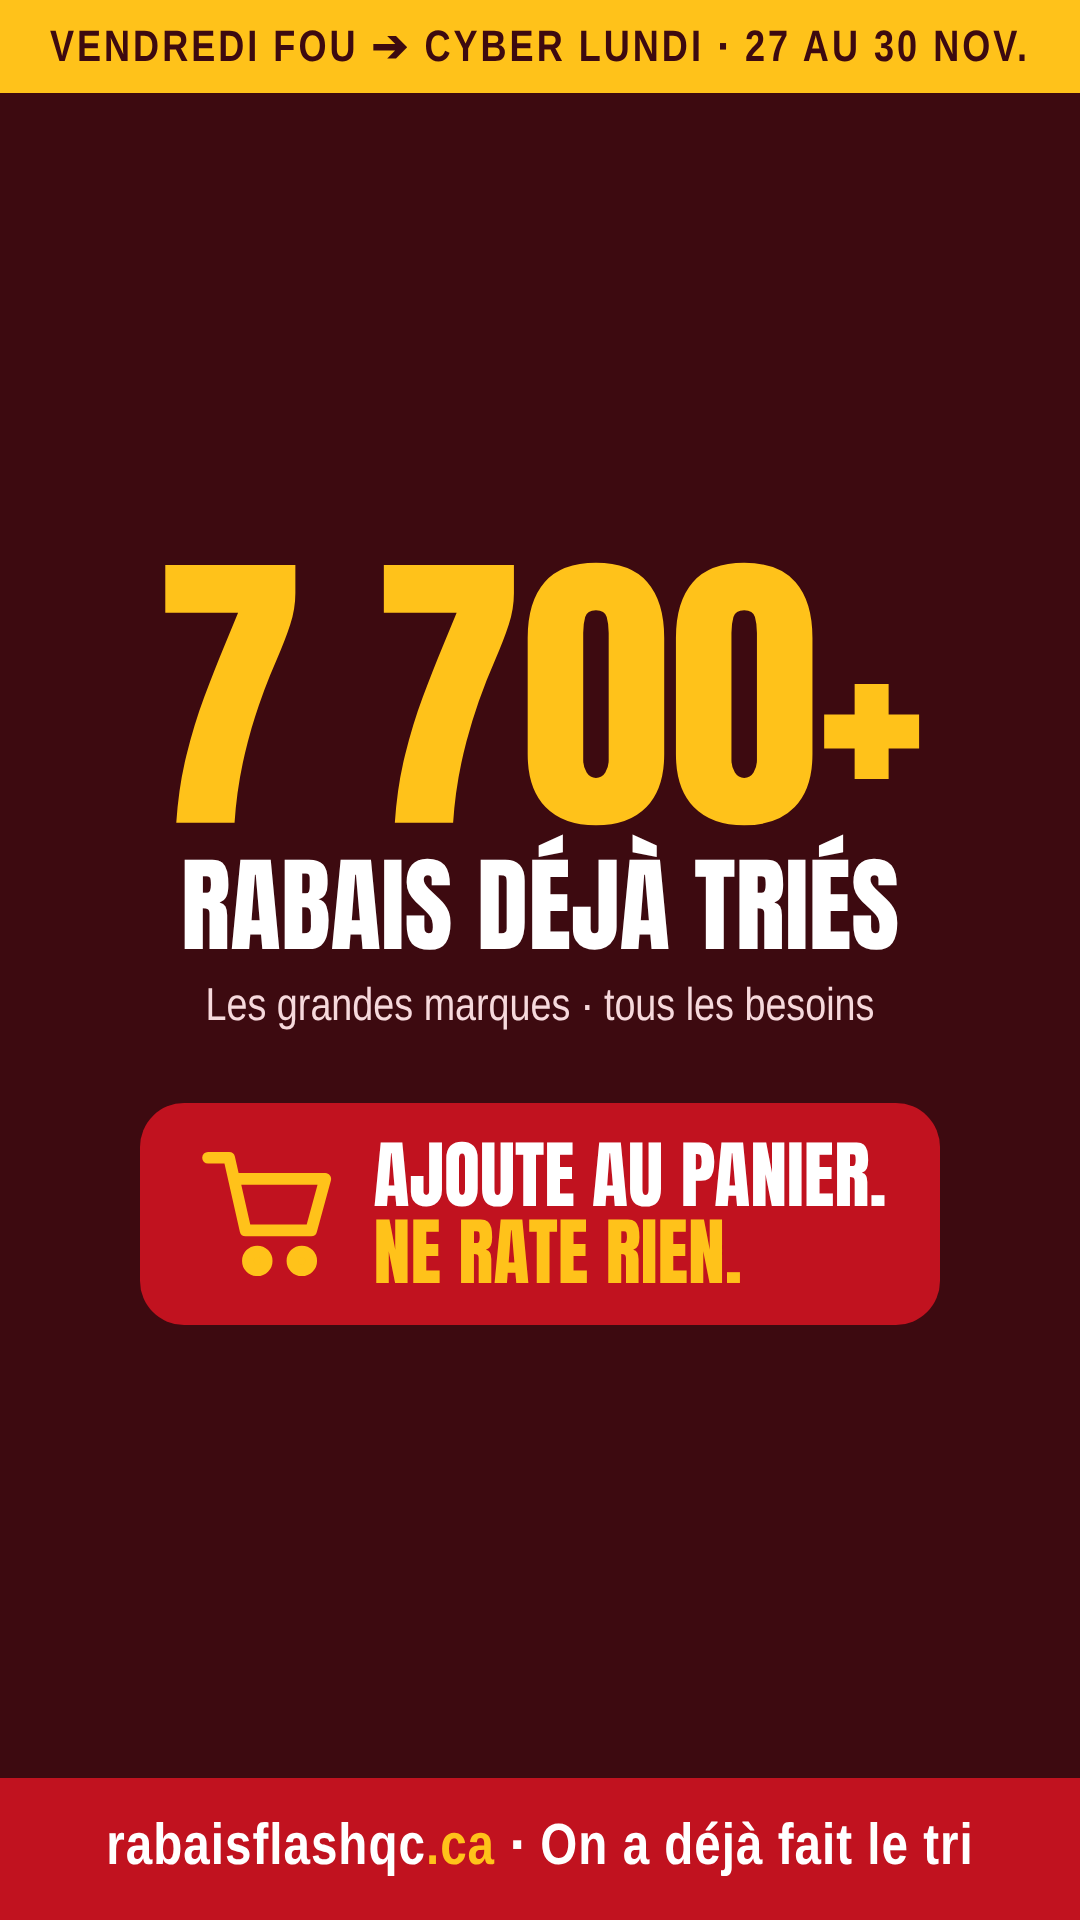 VENDREDI FOU ➔ CYBER LUNDI · 27 AU 30 NOV.
7 700+
RABAIS DÉJÀ TRIÉS
Les grandes marques · tous les besoins
AJOUTE AU PANIER.
NE RATE RIEN.
rabaisflashqc.ca · On a déjà fait le tri